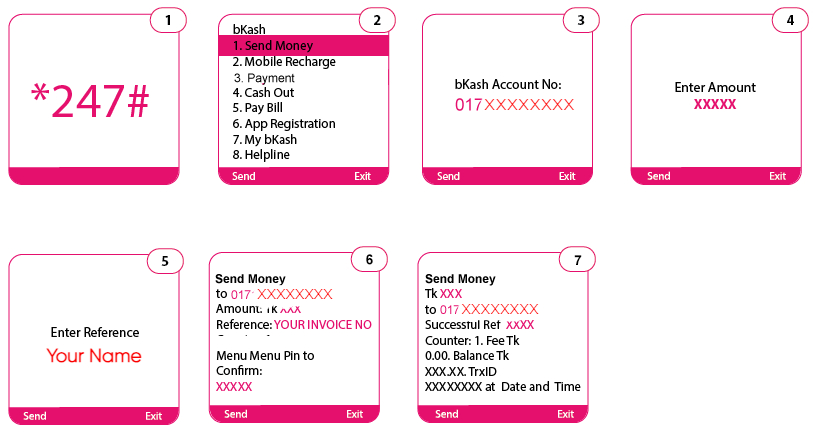 1
*247#
2
bKash
1. Send Money
2. Mobile Recharge
3. Payment
4. Cash Out
5. Pay Bill
6. App Registration
7. My bKash
8. Helpline
Send Exit
3
bKash Account No:
017XXXXXXXX
Send Exit
4
Enter Amount
XXXXX
Send Exit
5
Enter Reference
Your Name
Send Exit
6
Send Money
to 017 XXXXXXXX
Amount: Tk XXX
Reference: YOUR INVOICE NO
Menu Menu Pin to
Confirm:
XXXXX
Send Exit
7
Send Money
Tk XXX
to 017 XXXXXXXX
Successful Ref XXXX
Counter: 1. Fee Tk
0.00. Balance Tk
XXX.XX. TrxID
XXXXXXXX at Date and Time
Send Exit